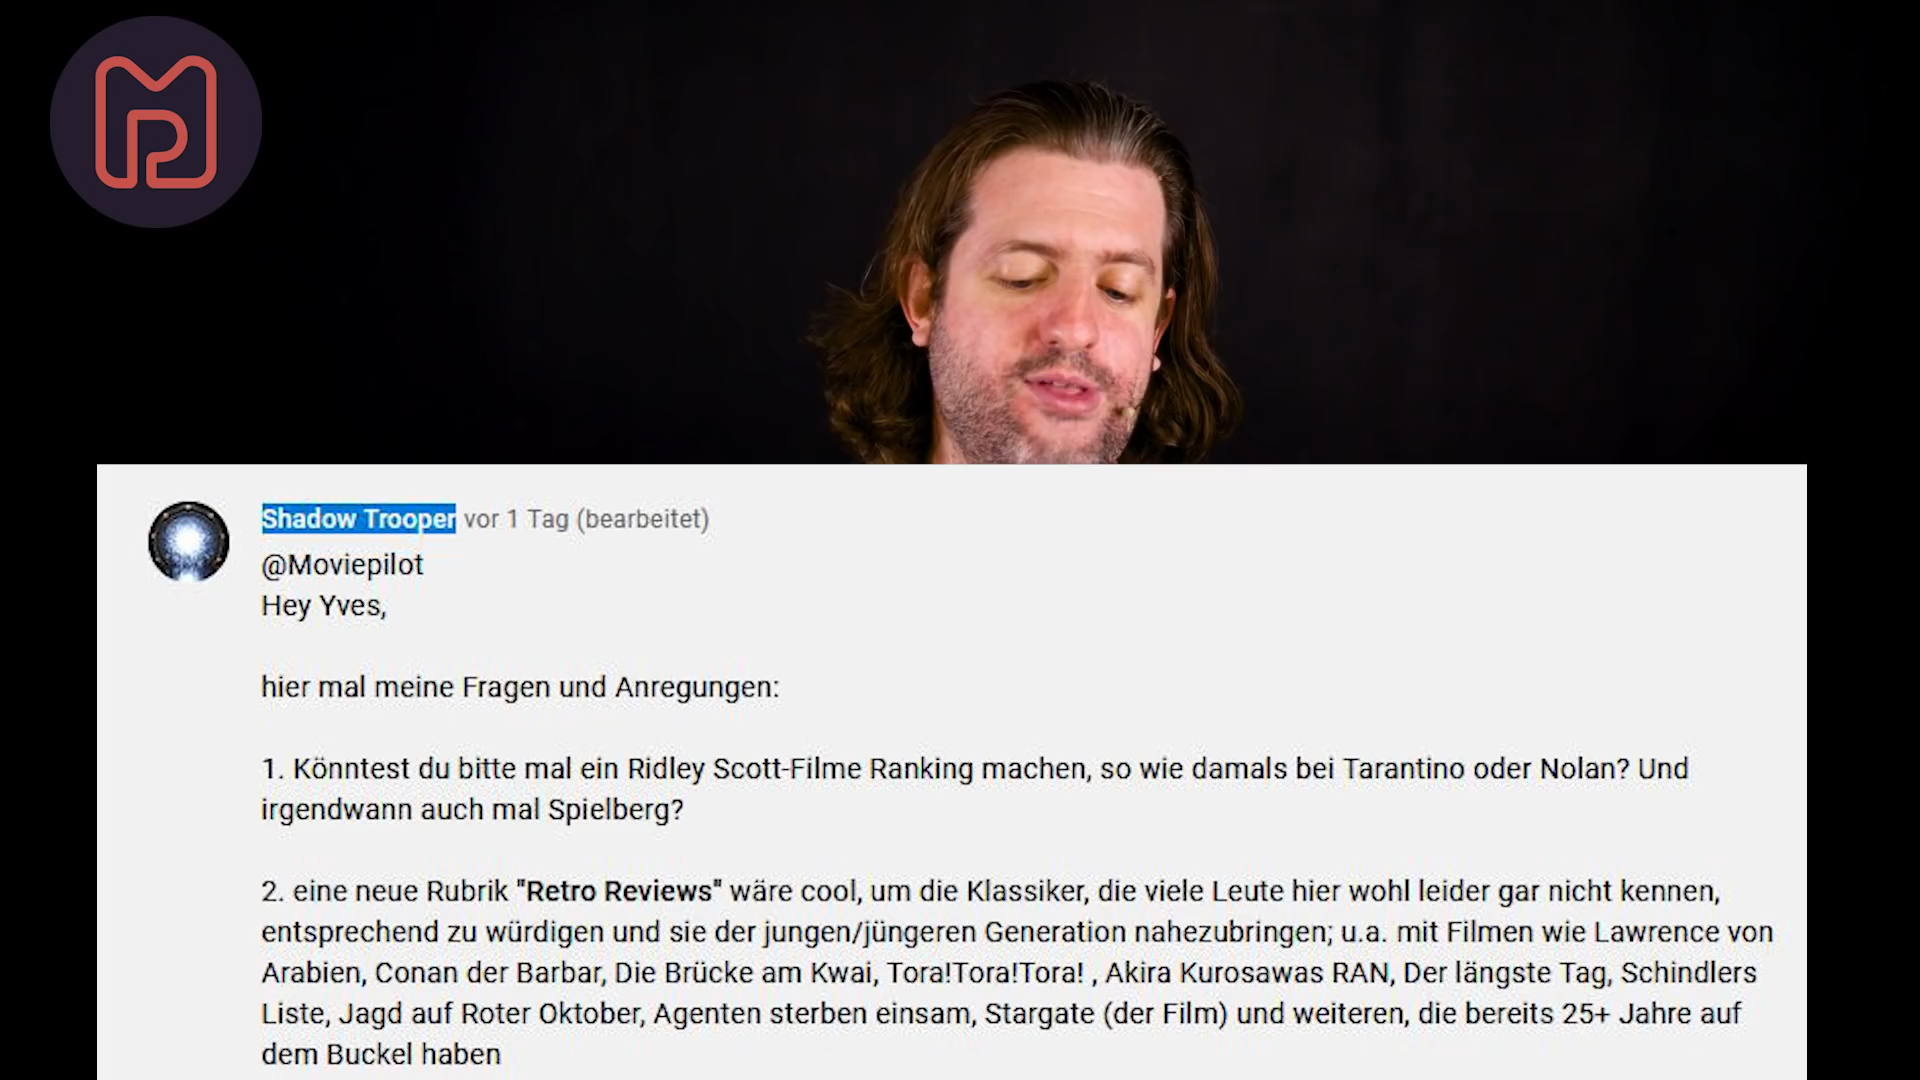 MP
Shadow Trooper vor 1 Tag (bearbeitet)
@Moviepilot
Hey Yves,
hier mal meine Fragen und Anregungen:
1. Könntest du bitte mal ein Ridley Scott-Filme Ranking machen, so wie damals bei Tarantino oder Nolan? Und
irgendwann auch mal Spielberg?
2. eine neue Rubrik "Retro Reviews" wäre cool, um die Klassiker, die viele Leute hier wohl leider gar nicht kennen,
entsprechend zu würdigen und sie der jungen/jüngeren Generation nahezubringen; u.a. mit Filmen wie Lawrence von
Arabien, Conan der Barbar, Die Brücke am Kwai, Tora!Tora!Tora! , Akira Kurosawas RAN, Der längste Tag, Schindlers
Liste, Jagd auf Roter Oktober, Agenten sterben einsam, Stargate (der Film) und weiteren, die bereits 25+ Jahre auf
dem Buckel haben